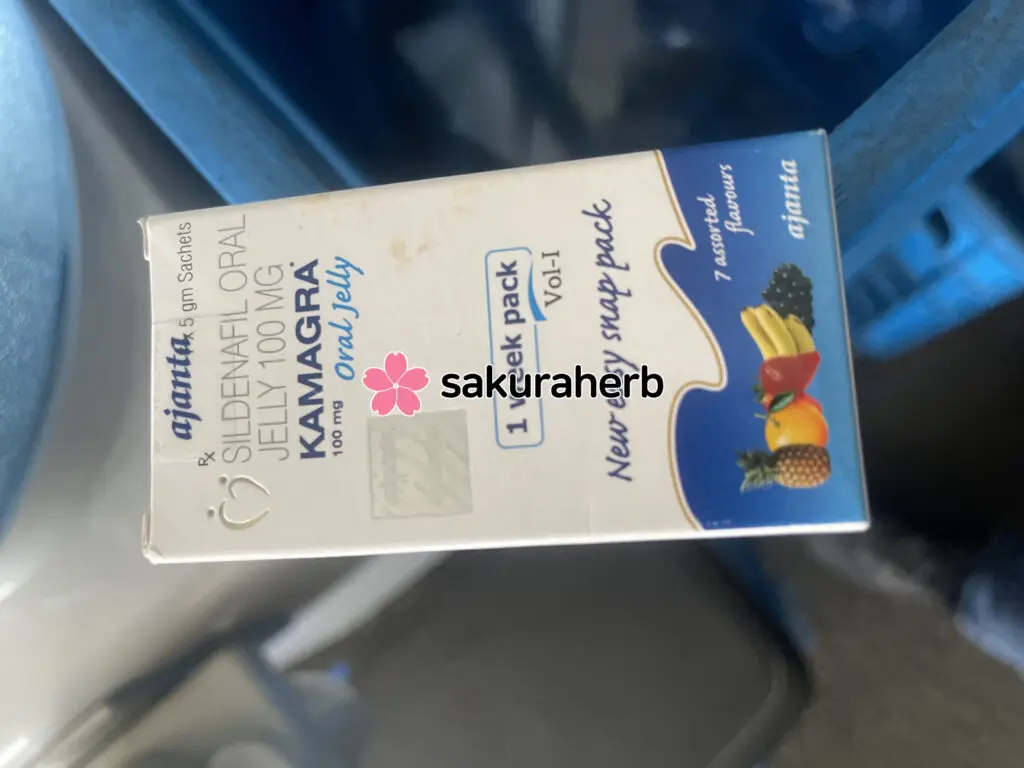 ajanta
x 5 gm Sachets
Rx
SILDENAFIL ORAL
JELLY 100 MG
KAMAGRA
100 mg Oral Jelly
1 week pack
Vol-I
New easy snap pack
7 assorted
flavours
ajanta
sakuraherb